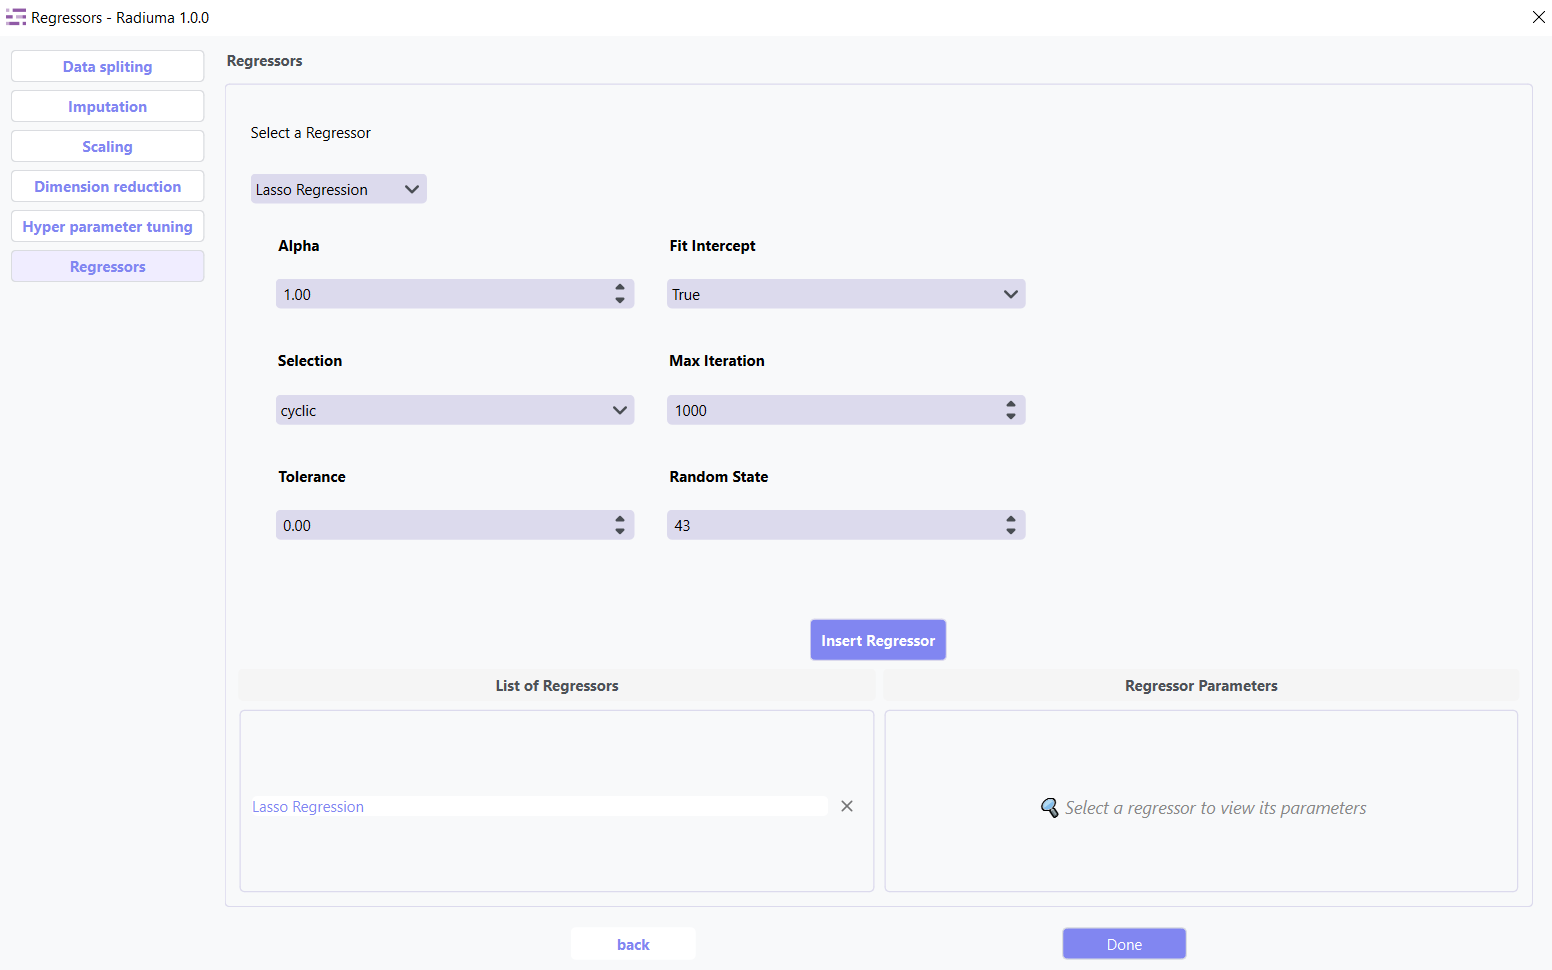 Regressors - Radiuma 1.0.0
Data spliting
Imputation
Scaling
Dimension reduction
Hyper parameter tuning
Regressors
Regressors
Select a Regressor
Lasso Regression
Alpha
Fit Intercept
1.00
True
Selection
Max Iteration
cyclic
1000
Tolerance
Random State
0.00
43
Insert Regressor
List of Regressors
Regressor Parameters
Lasso Regression
Select a regressor to view its parameters
back
Done